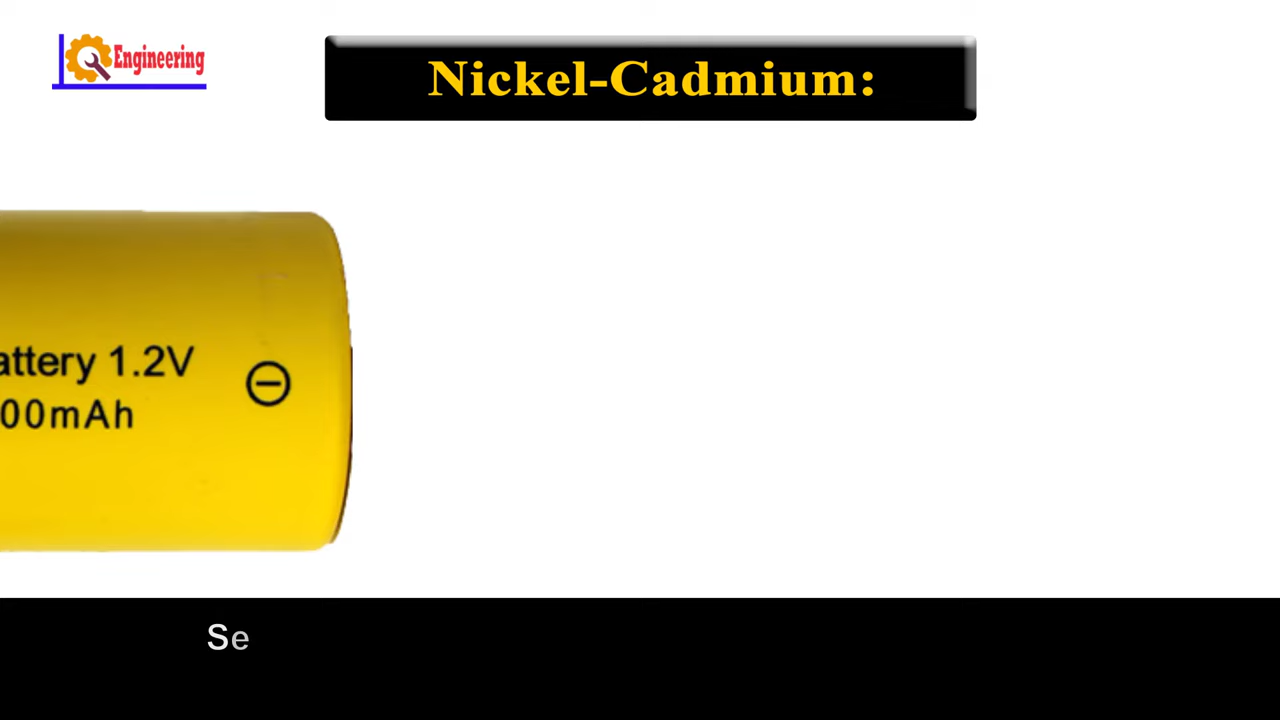 Engineering
Nickel-Cadmium:
attery 1.2V
00mAh
Se